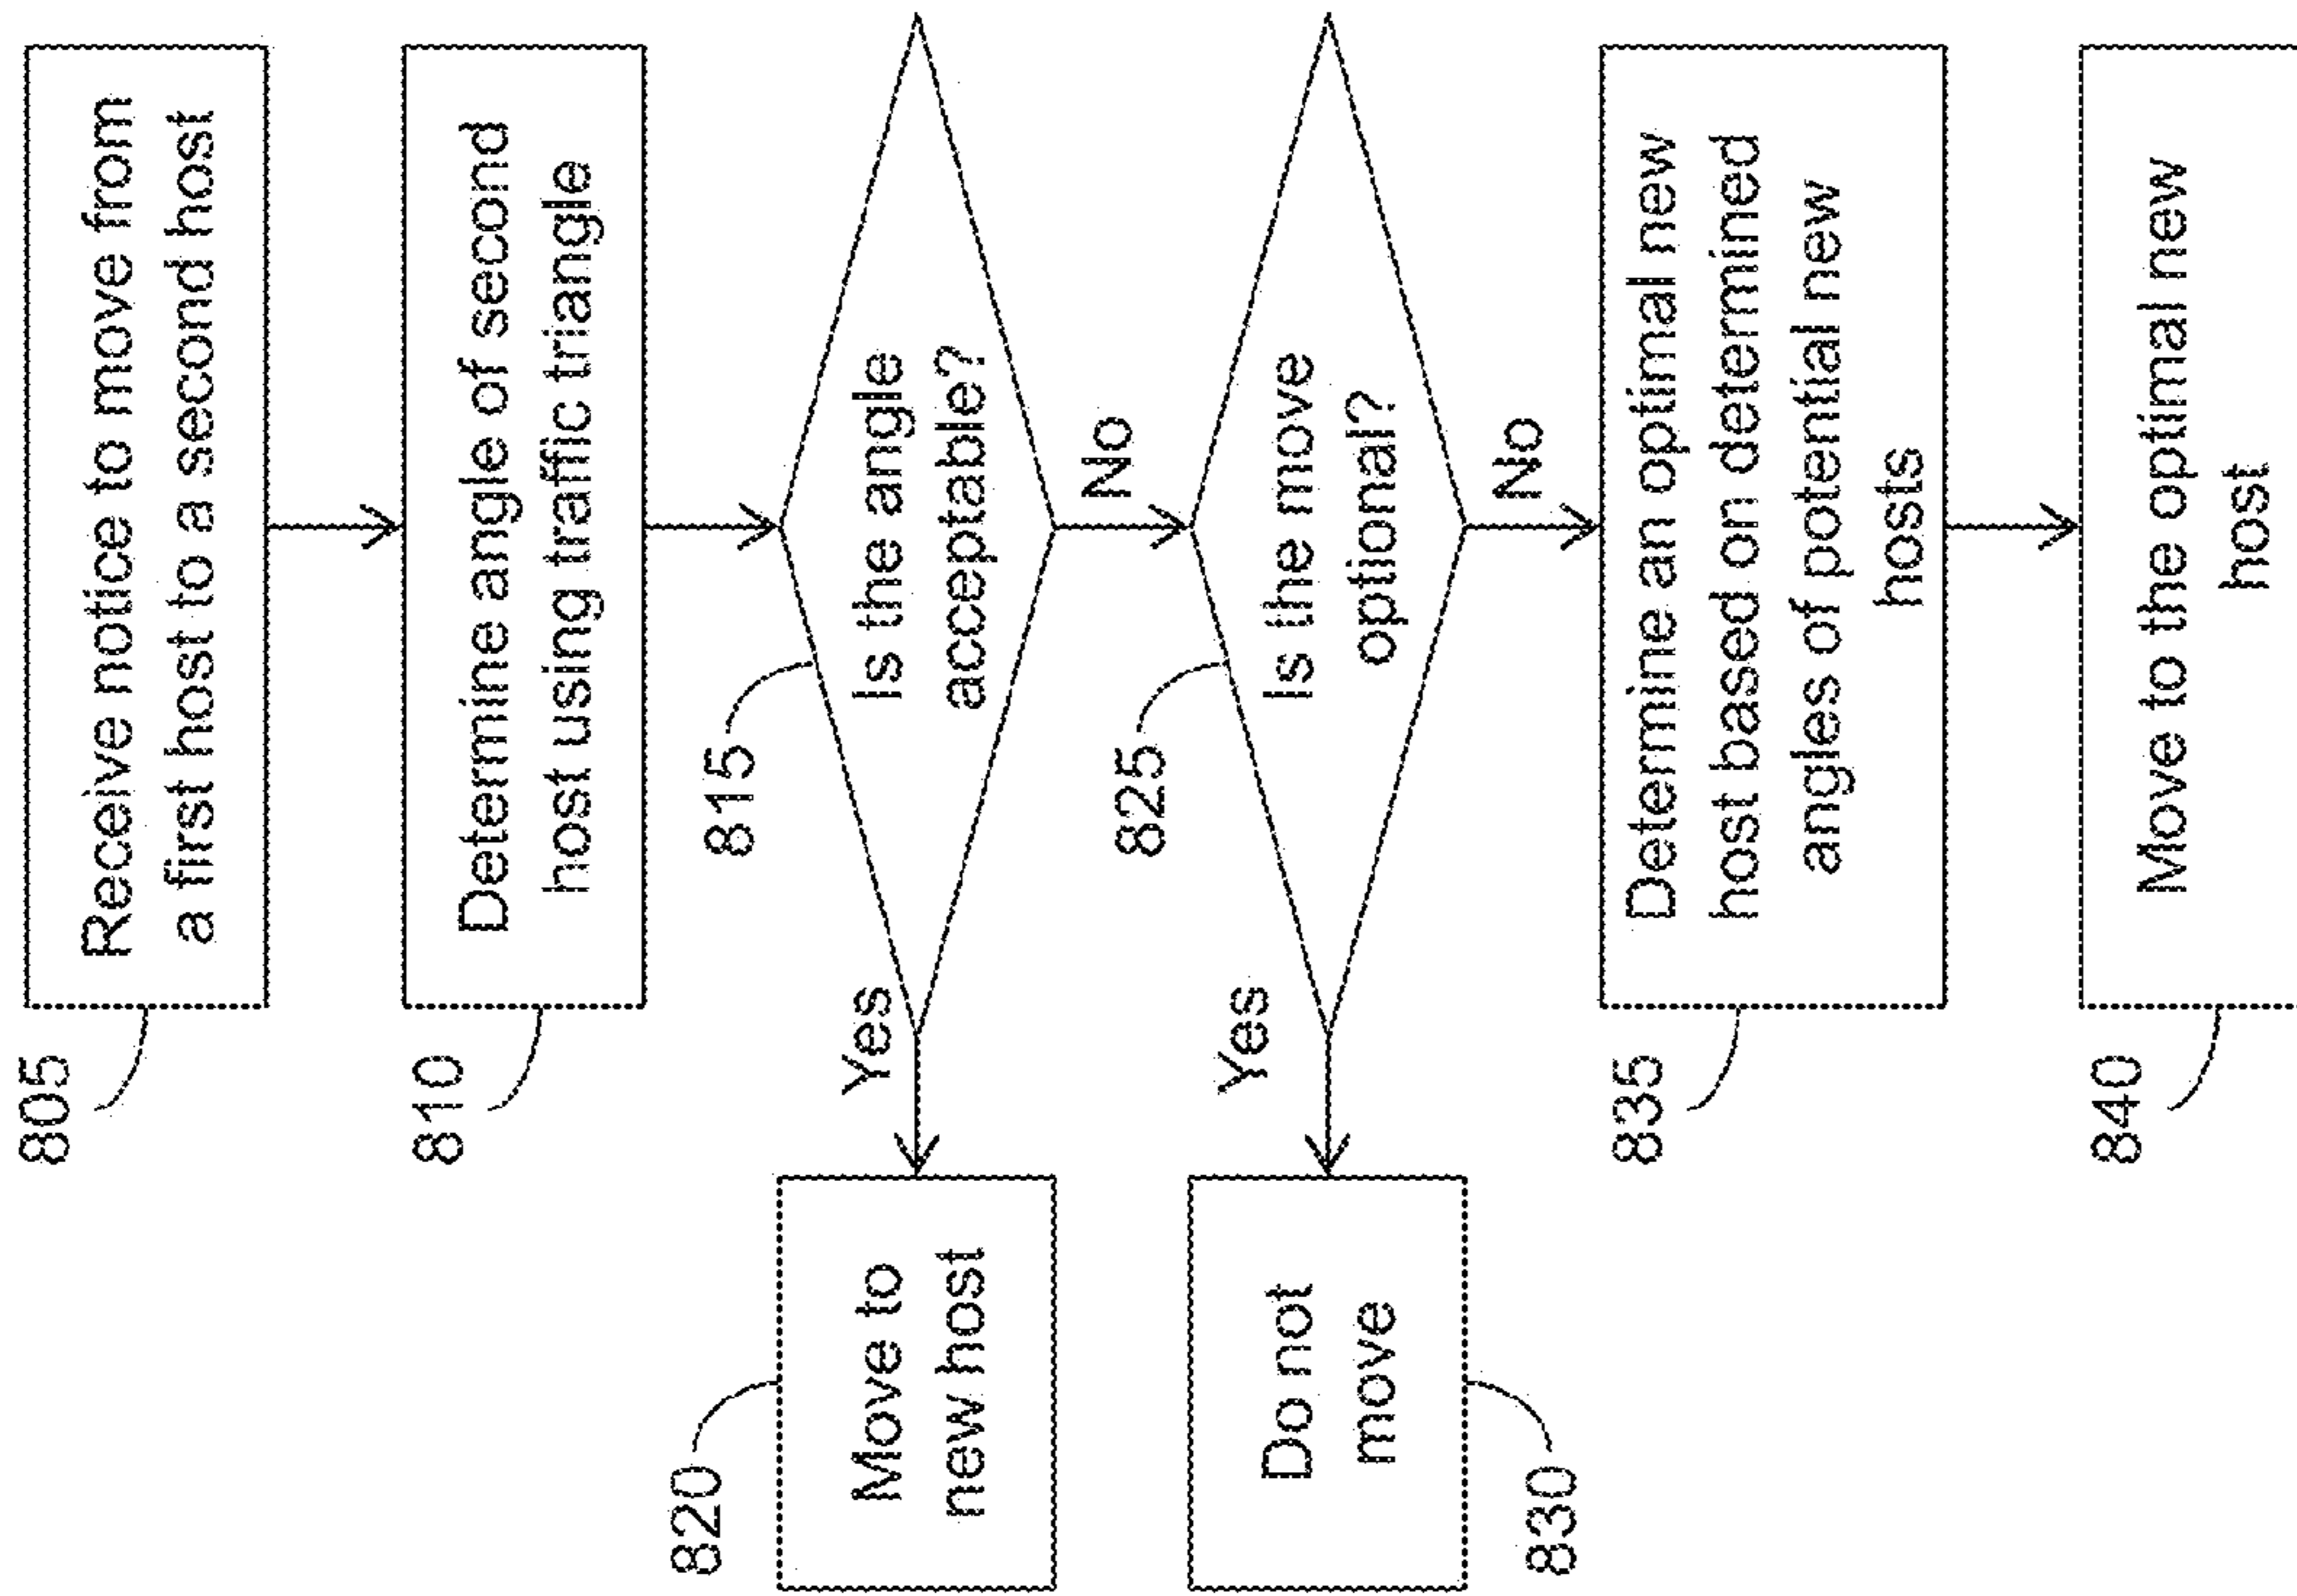 805
Receive notice to move from
a first host to a second host
810
Determine angle of second
host using traffic triangle
815
Is the angle
acceptable?
Yes
No
820
Move to
new host
825
Is the move
optional?
Yes
No
830
Do not
move
835
Determine an optimal new
host based on determined
angles of potential new
hosts
840
Move to the optimal new
host